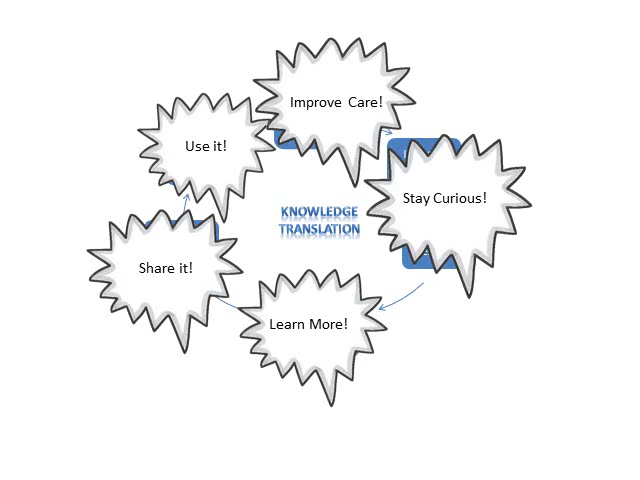 Improve Care!
Use it!
Stay Curious!
KNOWLEDGE
TRANSLATION
Share it!
Learn More!